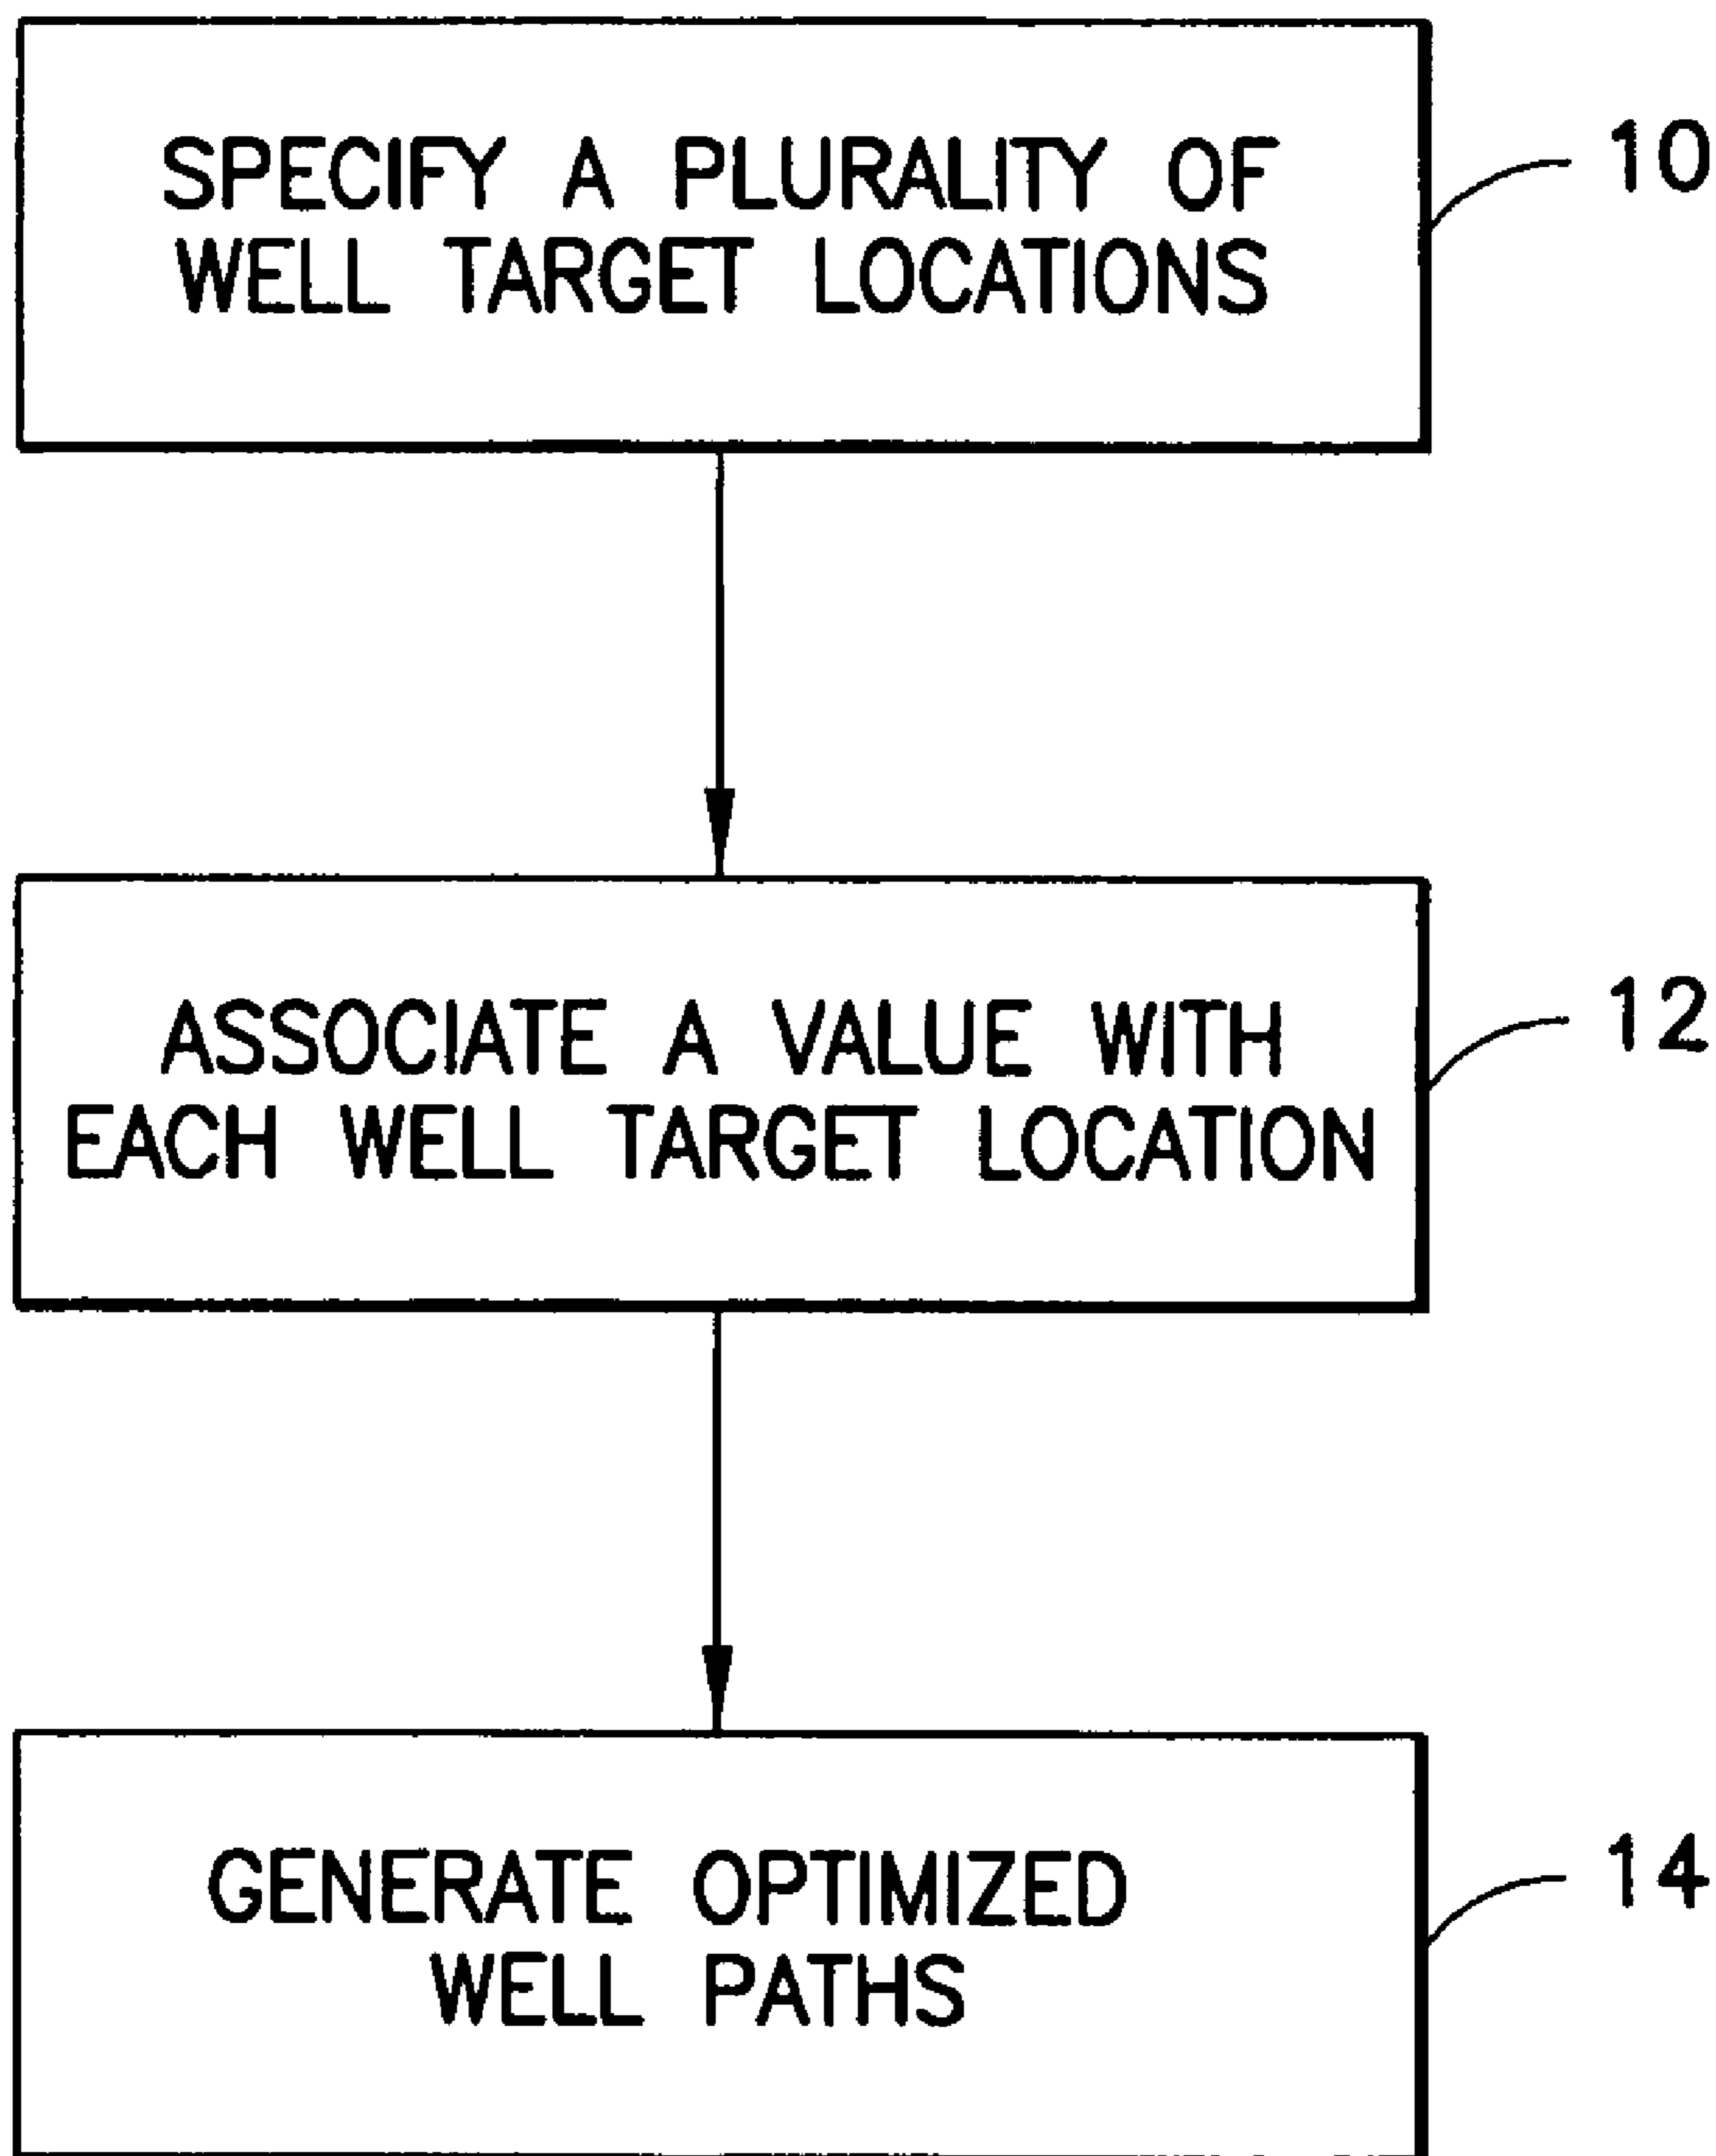 SPECIFY A PLURALITY OF
WELL TARGET LOCATIONS
10
ASSOCIATE A VALUE WITH
EACH WELL TARGET LOCATION
12
GENERATE OPTIMIZED
WELL PATHS
14